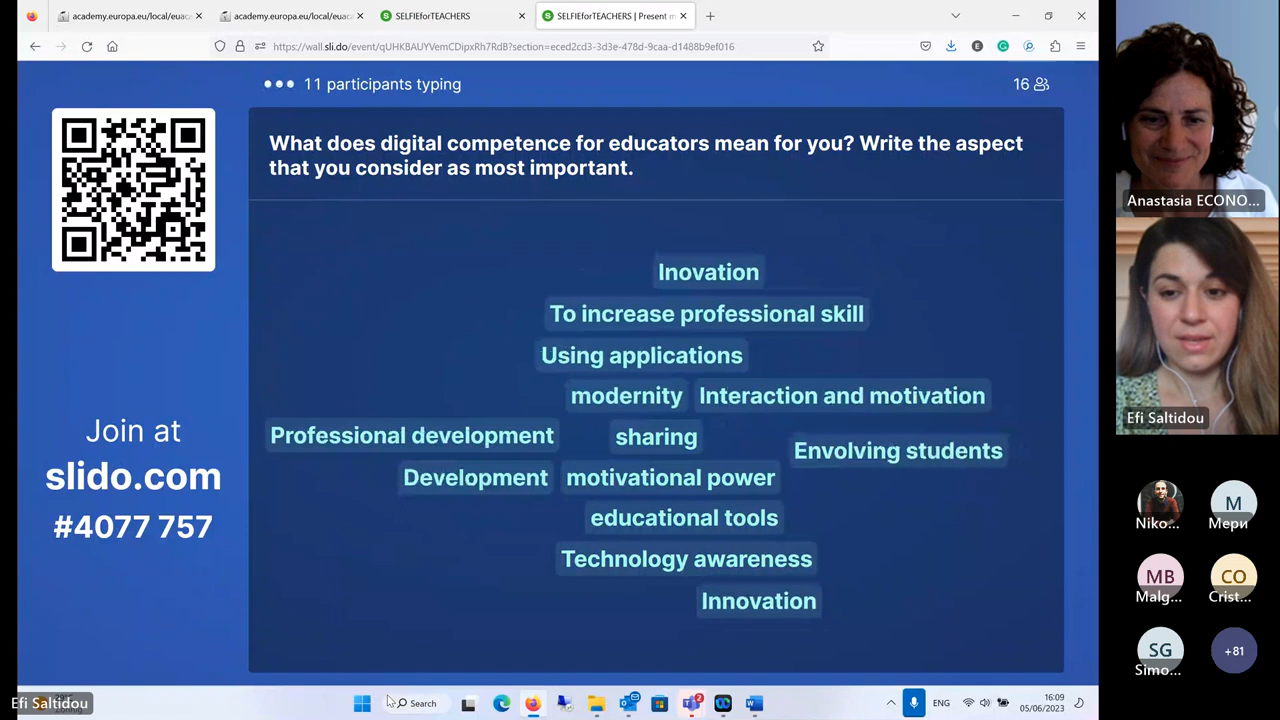 academy.europa.eu/local/euaca
academy.europa.eu/local/euaca
SELFIEforTEACHERS
SELFIEforTEACHERS | Present m
https://wall.sli.do/event/qUHKBAUYVemCDipxRh7RdB?section=eced2cd3-3d3e-478d-9caa-d1488b9ef016
11 participants typing
16
What does digital competence for educators mean for you? Write the aspect
that you consider as most important.
Inovation
To increase professional skill
Using applications
modernity Interaction and motivation
Professional development sharing Envolving students
Development motivational power
educational tools
Technology awareness
Innovation
Join at
slido.com
#4077 757
Anastasia ECONO...
Efi Saltidou
Niko...
М
Мери
MB
Malg...
CO
Crist...
SG
Simo...
+81
Efi Saltidou
Search
2
ENG
16:09
05/06/2023